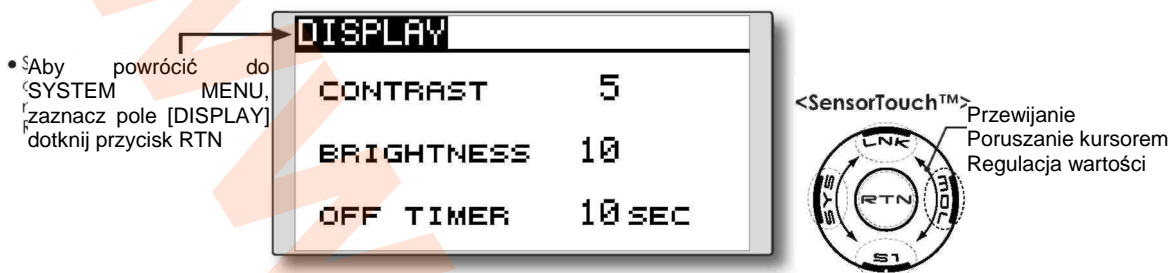 DISPLAY
• Aby powrócić do
SYSTEM MENU,
zaznacz pole [DISPLAY]
dotknij przycisk RTN
CONTRAST 5
BRIGHTNESS 10
OFF TIMER 10 SEC
<SensorTouch™>
Przewijanie
Poruszanie kursorem
Regulacja wartości
LNK
SYS
RTN
MDL
S1